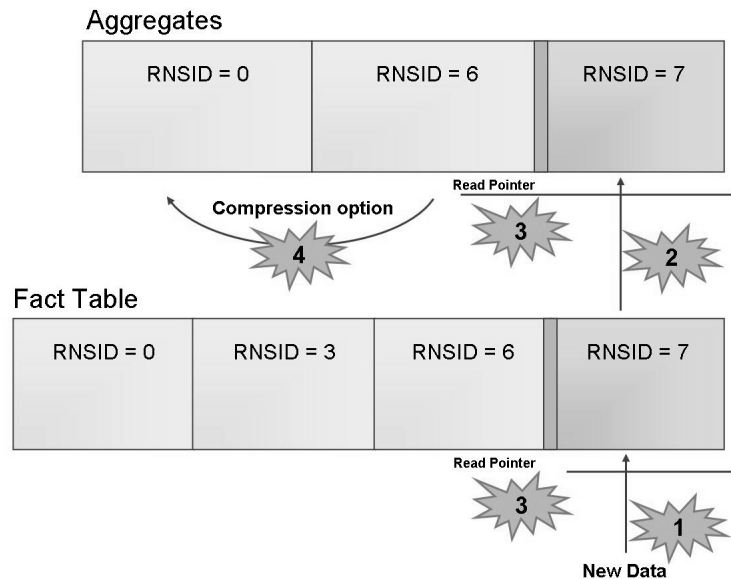 Aggregates
RNSID = 0
RNSID = 6
RNSID = 7
Read Pointer
Compression option
3
4
2
Fact Table
RNSID = 0
RNSID = 3
RNSID = 6
RNSID = 7
Read Pointer
3
1
New Data